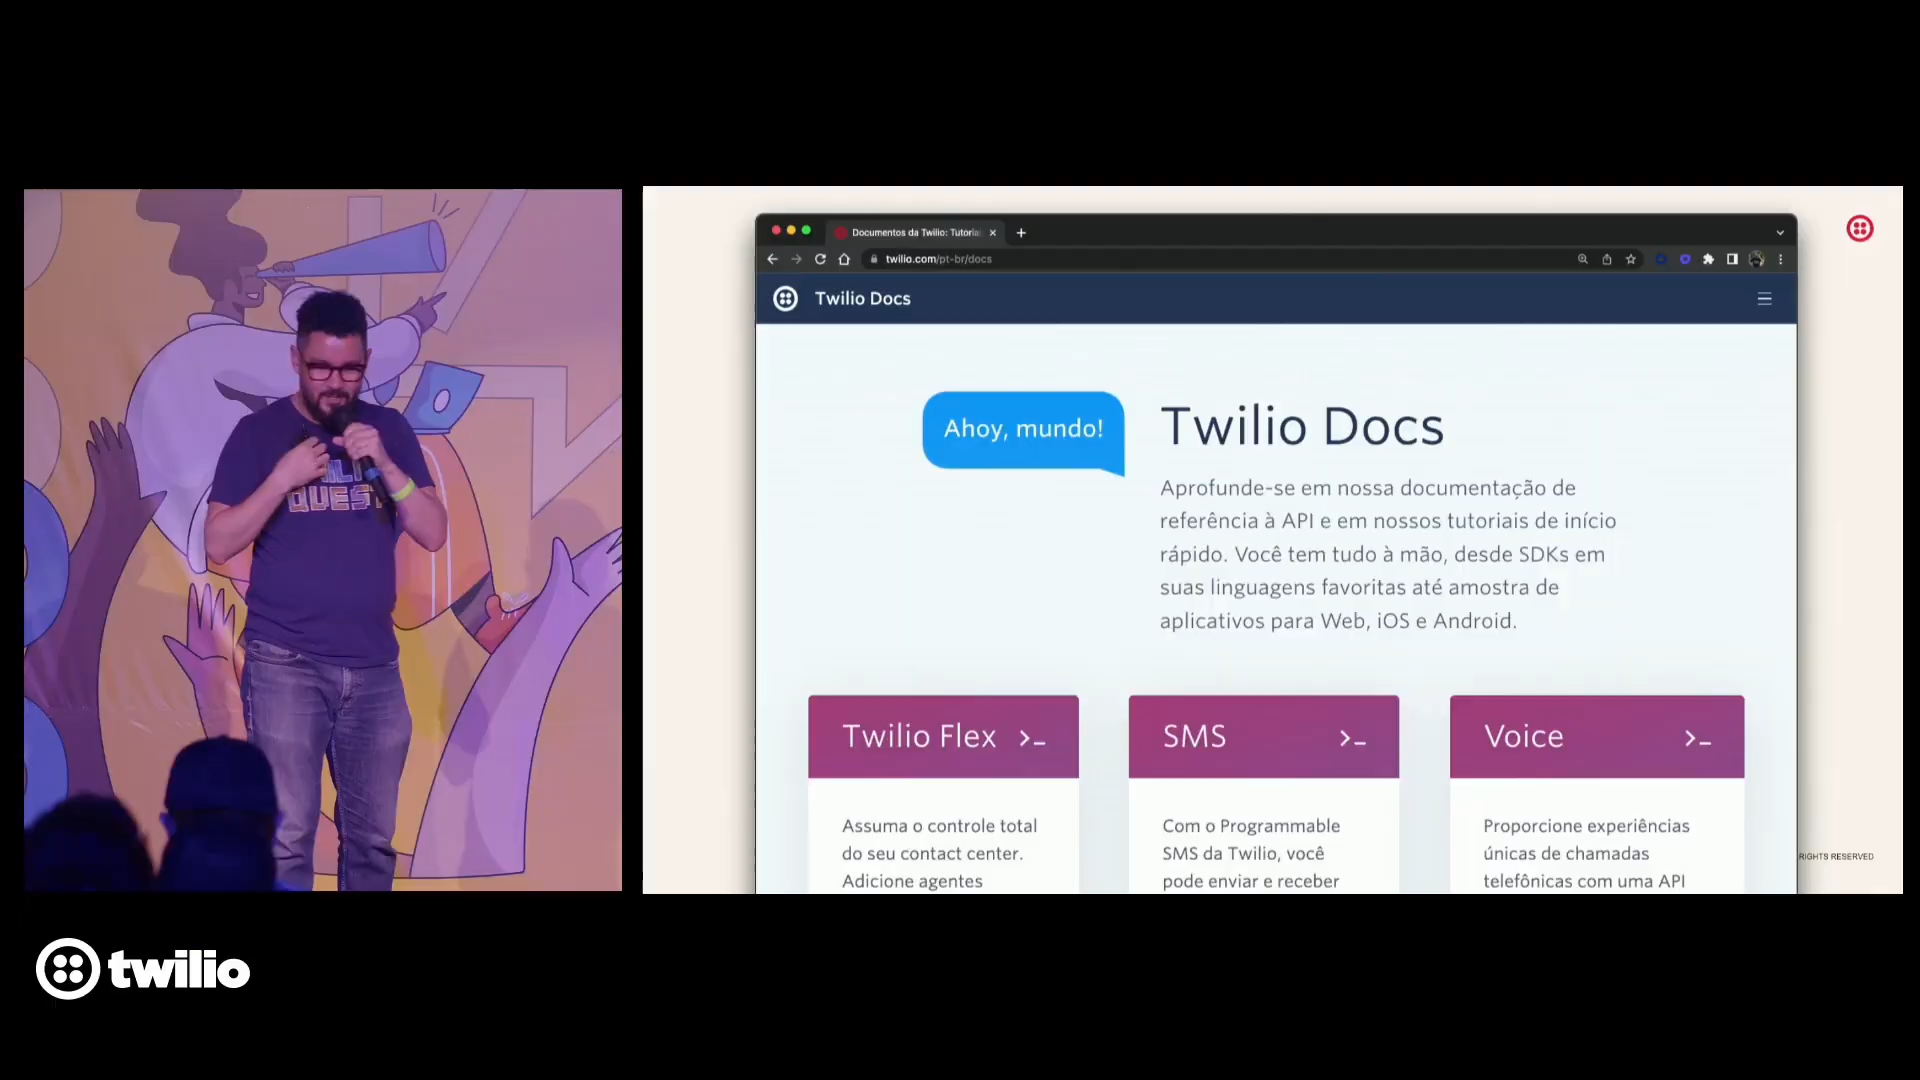 ILI
QUEST
Documentos da Twilio: Tutoria
twilio.com/pt-br/docs
Twilio Docs
Ahoy, mundo!
Twilio Docs
Aprofunde-se em nossa documentação de
referência à API e em nossos tutoriais de início
rápido. Você tem tudo à mão, desde SDKs em
suas linguagens favoritas até amostra de
aplicativos para Web, iOS e Android.
Twilio Flex >_
SMS >_
Voice >_
Assuma o controle total
do seu contact center.
Adicione agentes
Com o Programmable
SMS da Twilio, você
pode enviar e receber
Proporcione experiências
únicas de chamadas
telefônicas com uma API
RIGHTS RESERVED
twilio